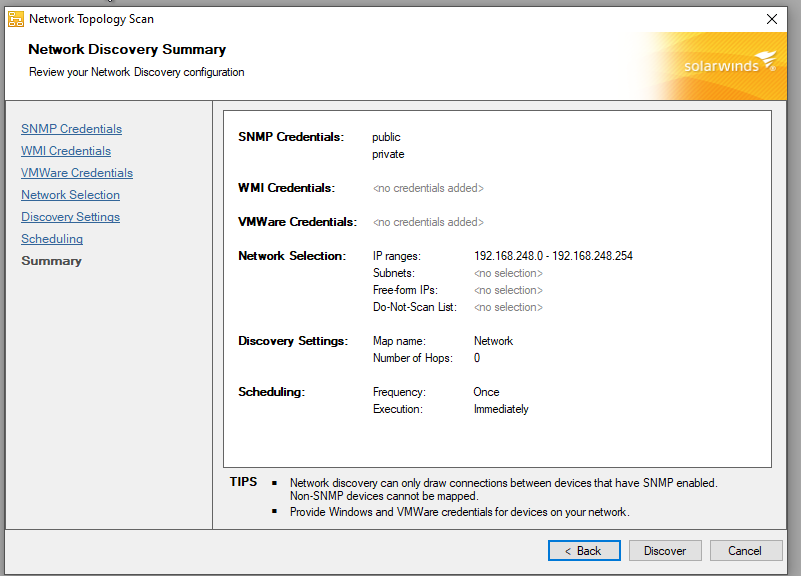 Network Topology Scan
Network Discovery Summary
Review your Network Discovery configuration
solarwinds
SNMP Credentials
WMI Credentials
VMWare Credentials
Network Selection
Discovery Settings
Scheduling
Summary
SNMP Credentials: public
private
WMI Credentials: <no credentials added>
VMWare Credentials: <no credentials added>
Network Selection: IP ranges: 192.168.248.0 - 192.168.248.254
Subnets: <no selection>
Free-form IPs: <no selection>
Do-Not-Scan List: <no selection>
Discovery Settings: Map name: Network
Number of Hops: 0
Scheduling: Frequency: Once
Execution: Immediately
TIPS ▪ Network discovery can only draw connections between devices that have SNMP enabled.
Non-SNMP devices cannot be mapped.
▪ Provide Windows and VMWare credentials for devices on your network.
< Back Discover Cancel